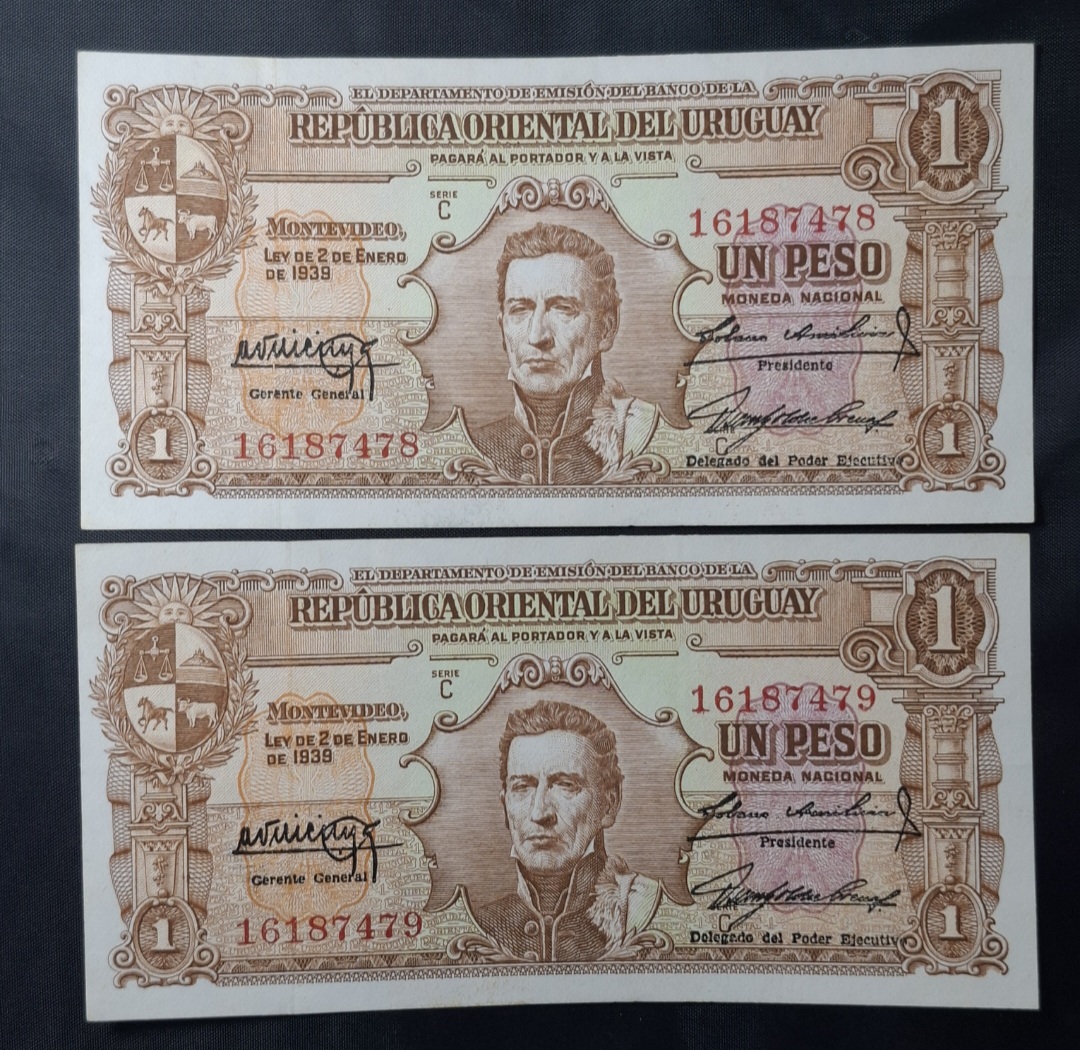 EL DEPARTAMENTO DE EMISIÓN DEL BANCO DE LA
REPÚBLICA ORIENTAL DEL URUGUAY
PAGARÁ AL PORTADOR Y A LA VISTA
1
SERIE
C
16187478
MONTEVIDEO,
LEY DE 2 DE ENERO
DE 1939
UN PESO
MONEDA NACIONAL
Presidente
Gerente General
16187478
1
1
C
Delegado del Poder Ejecutivo
EL DEPARTAMENTO DE EMISIÓN DEL BANCO DE LA
REPÚBLICA ORIENTAL DEL URUGUAY
PAGARÁ AL PORTADOR Y A LA VISTA
1
SERIE
C
16187479
MONTEVIDEO,
LEY DE 2 DE ENERO
DE 1939
UN PESO
MONEDA NACIONAL
Presidente
Gerente General
16187479
1
1
C
Delegado del Poder Ejecutivo